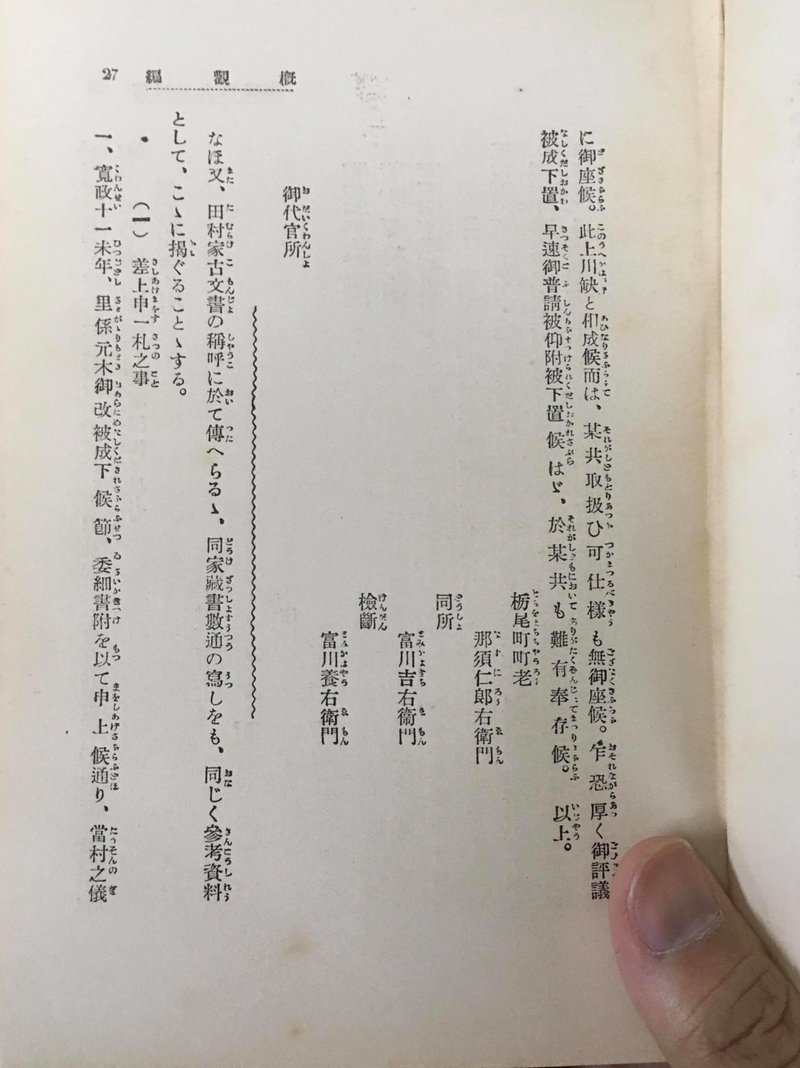 概觀編 27
に御座候。此上川缺と相成候而は、某共取扱ひ可仕樣も無御座候。乍恐厚く御評議
被成下置、早速御普請被仰附被下置候はゞ、於某共も難有奉存候。以上。
栃尾町町老
那須仁郎右衞門
同所
富川吉右衞門
檢斷
富川養右衞門
御代官所
なほ又、田村家古文書の稱呼に於て傳へらるゝ、同家藏書數通の寫しをも、同じく參考資料
として、こゝに揭ぐることゝする。
(一) 差上申一札之事
一、寬政十一未年、里係元木御改被成下候節、委細書附を以て申上候通り、當村之儀